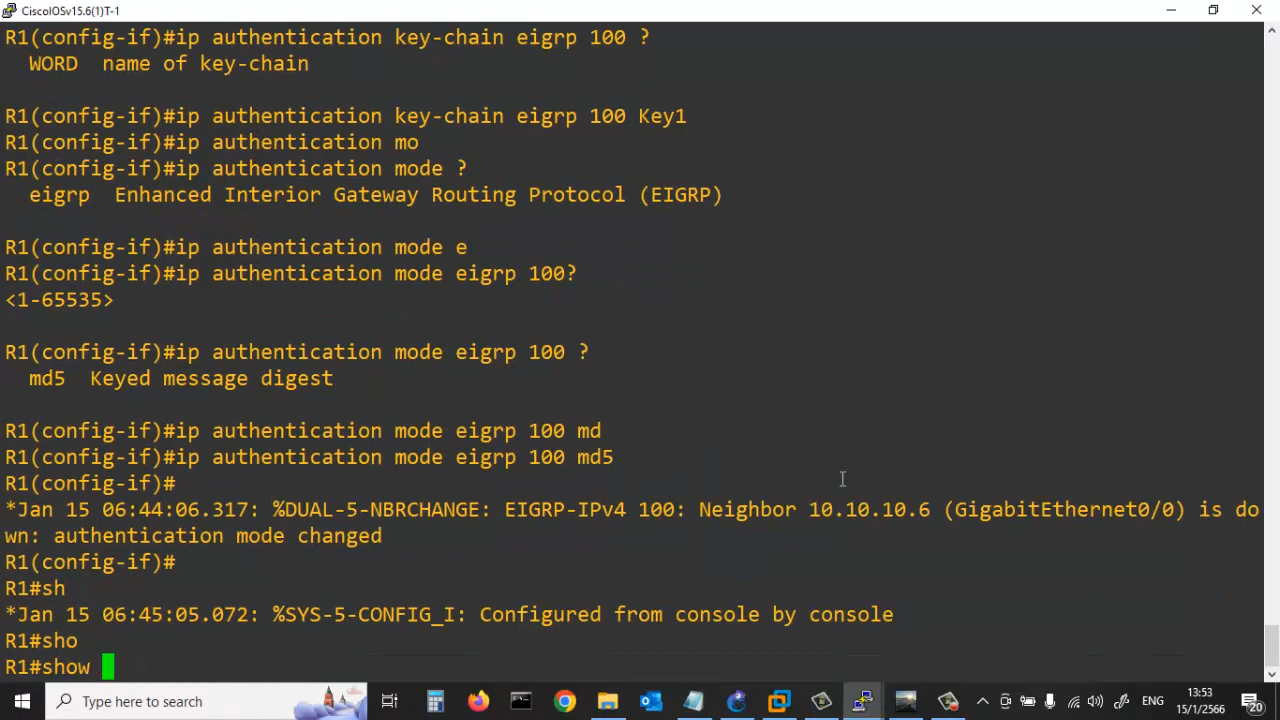 CiscoIOSv15.6(1)T-1
R1(config-if)#ip authentication key-chain eigrp 100 ?
WORD name of key-chain
R1(config-if)#ip authentication key-chain eigrp 100 Key1
R1(config-if)#ip authentication mo
R1(config-if)#ip authentication mode ?
eigrp Enhanced Interior Gateway Routing Protocol (EIGRP)
R1(config-if)#ip authentication mode e
R1(config-if)#ip authentication mode eigrp 100?
<1-65535>
R1(config-if)#ip authentication mode eigrp 100 ?
md5 Keyed message digest
R1(config-if)#ip authentication mode eigrp 100 md
R1(config-if)#ip authentication mode eigrp 100 md5
R1(config-if)#
*Jan 15 06:44:06.317: %DUAL-5-NBRCHANGE: EIGRP-IPv4 100: Neighbor 10.10.10.6 (GigabitEthernet0/0) is do
wn: authentication mode changed
R1(config-if)#
R1#sh
*Jan 15 06:45:05.072: %SYS-5-CONFIG_I: Configured from console by console
R1#sho
R1#show
Type here to search
ENG
13:53
15/1/2566
20